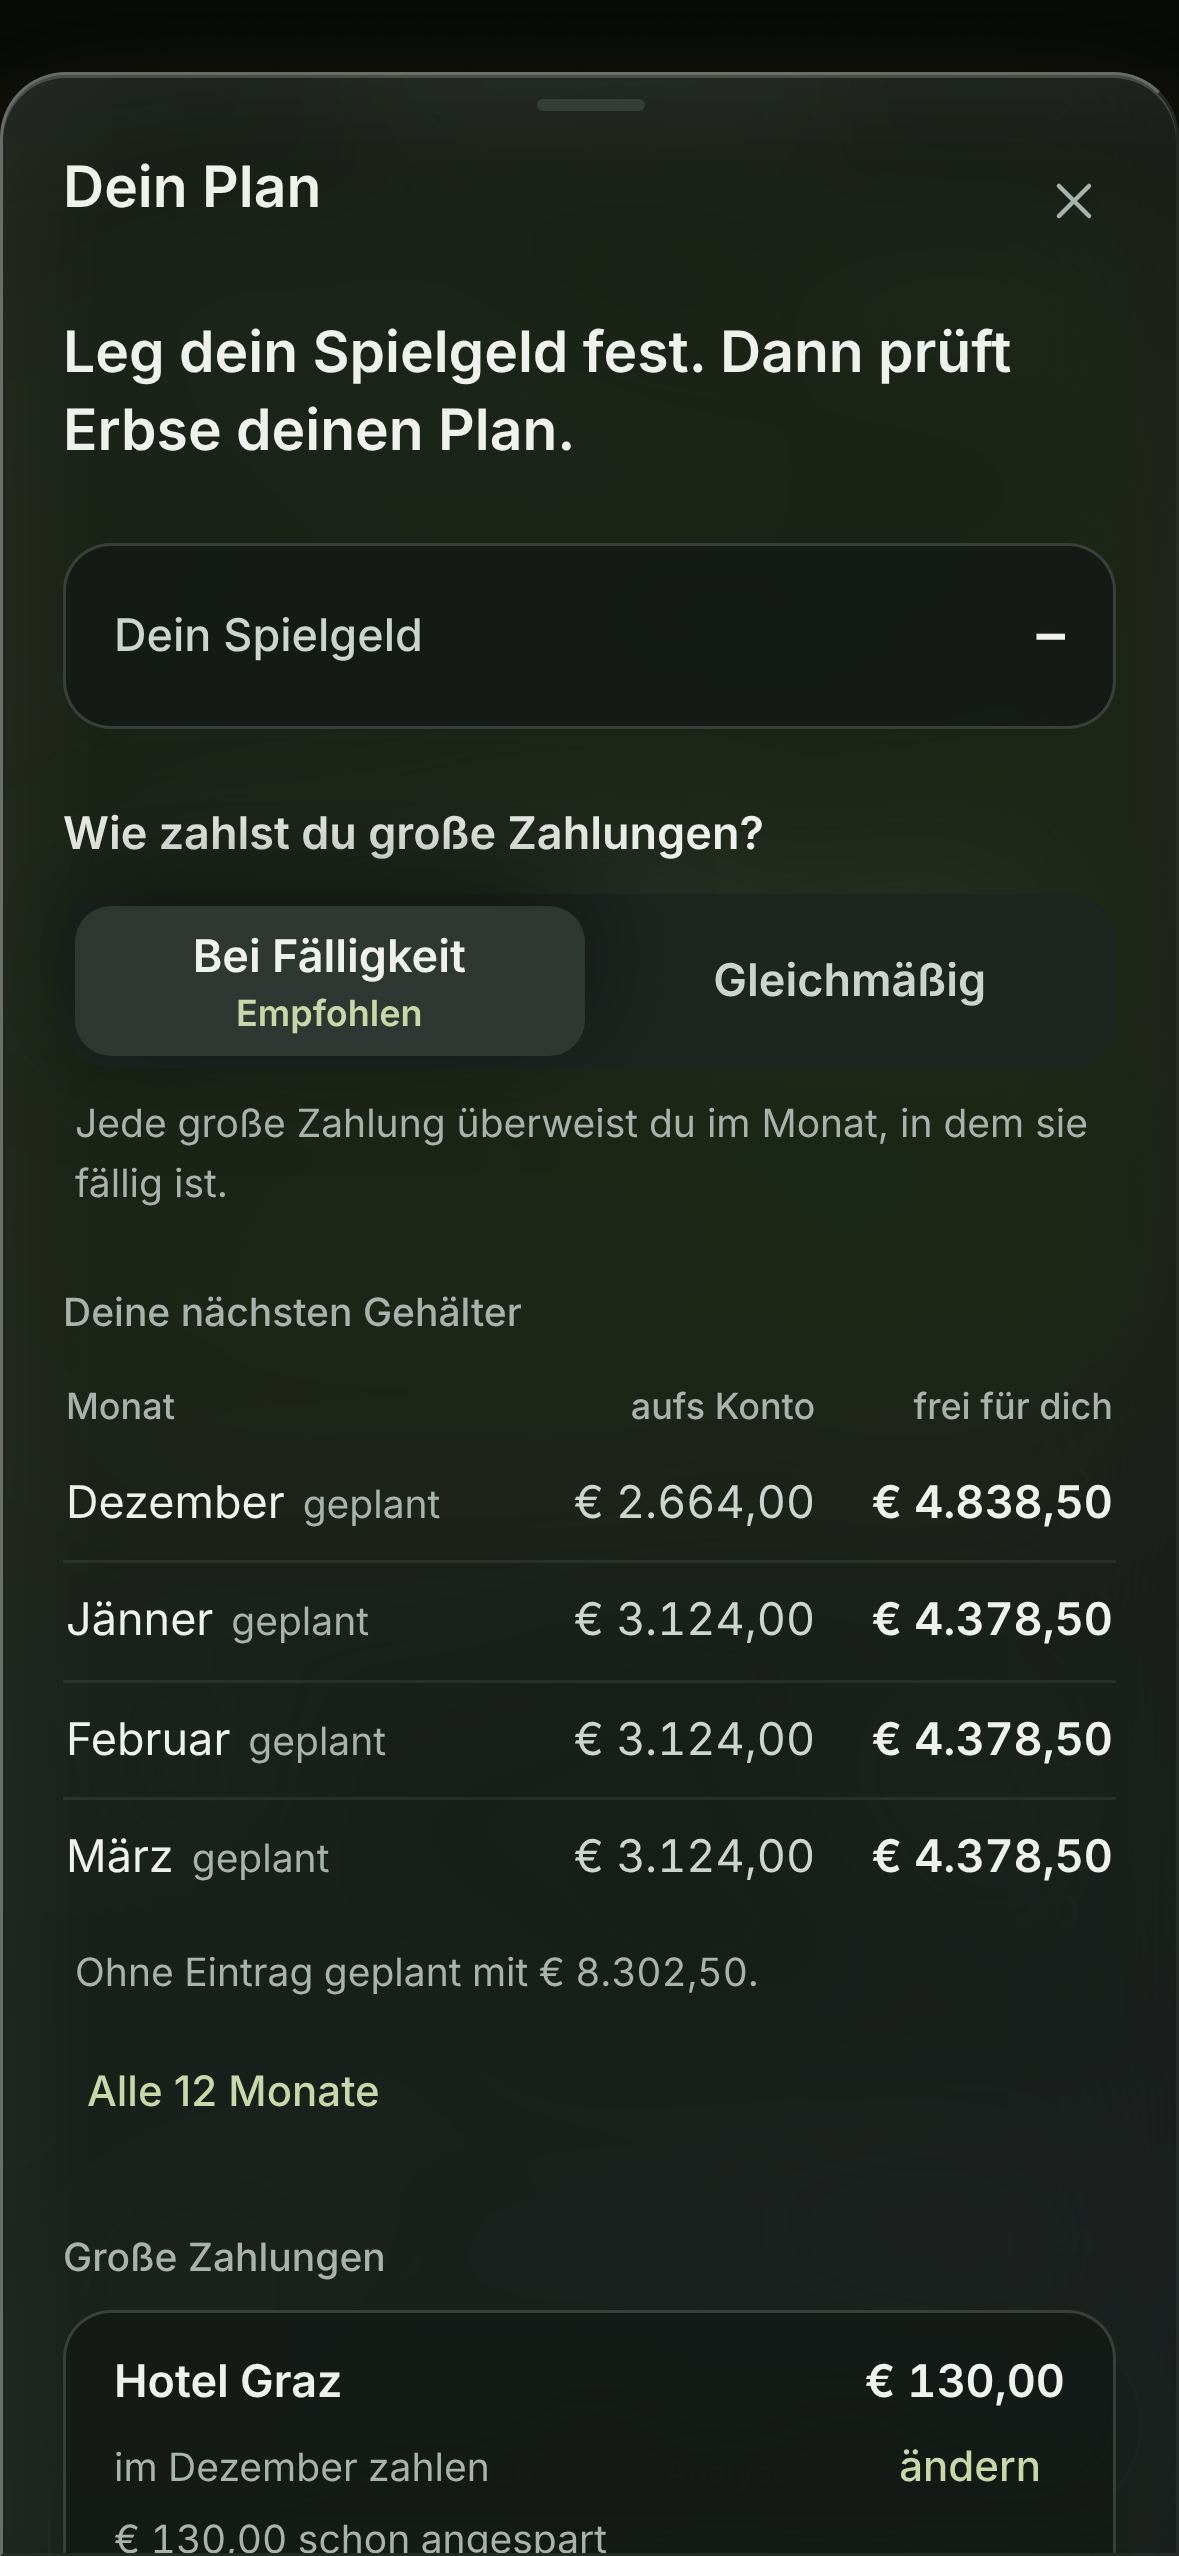 Dein Plan
Leg dein Spielgeld fest. Dann prüft
Erbse deinen Plan.
Dein Spielgeld –
Wie zahlst du große Zahlungen?
Bei Fälligkeit
Empfohlen
Gleichmäßig
Jede große Zahlung überweist du im Monat, in dem sie
fällig ist.
Deine nächsten Gehälter
Monat aufs Konto frei für dich
Dezember geplant € 2.664,00 € 4.838,50
Jänner geplant € 3.124,00 € 4.378,50
Februar geplant € 3.124,00 € 4.378,50
März geplant € 3.124,00 € 4.378,50
Ohne Eintrag geplant mit € 8.302,50.
Alle 12 Monate
Große Zahlungen
Hotel Graz € 130,00
im Dezember zahlen ändern
€ 130,00 schon angespart